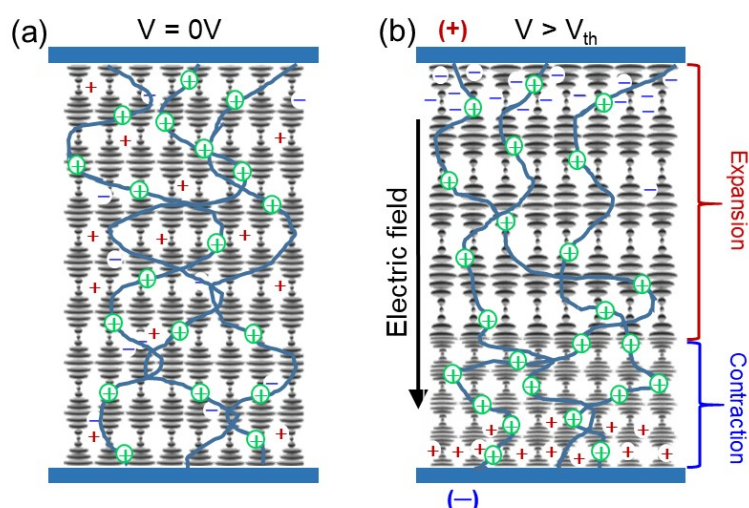 (a)
V = 0V
(b)
(+)
V > Vth
Electric field
Expansion
Contraction
(—)